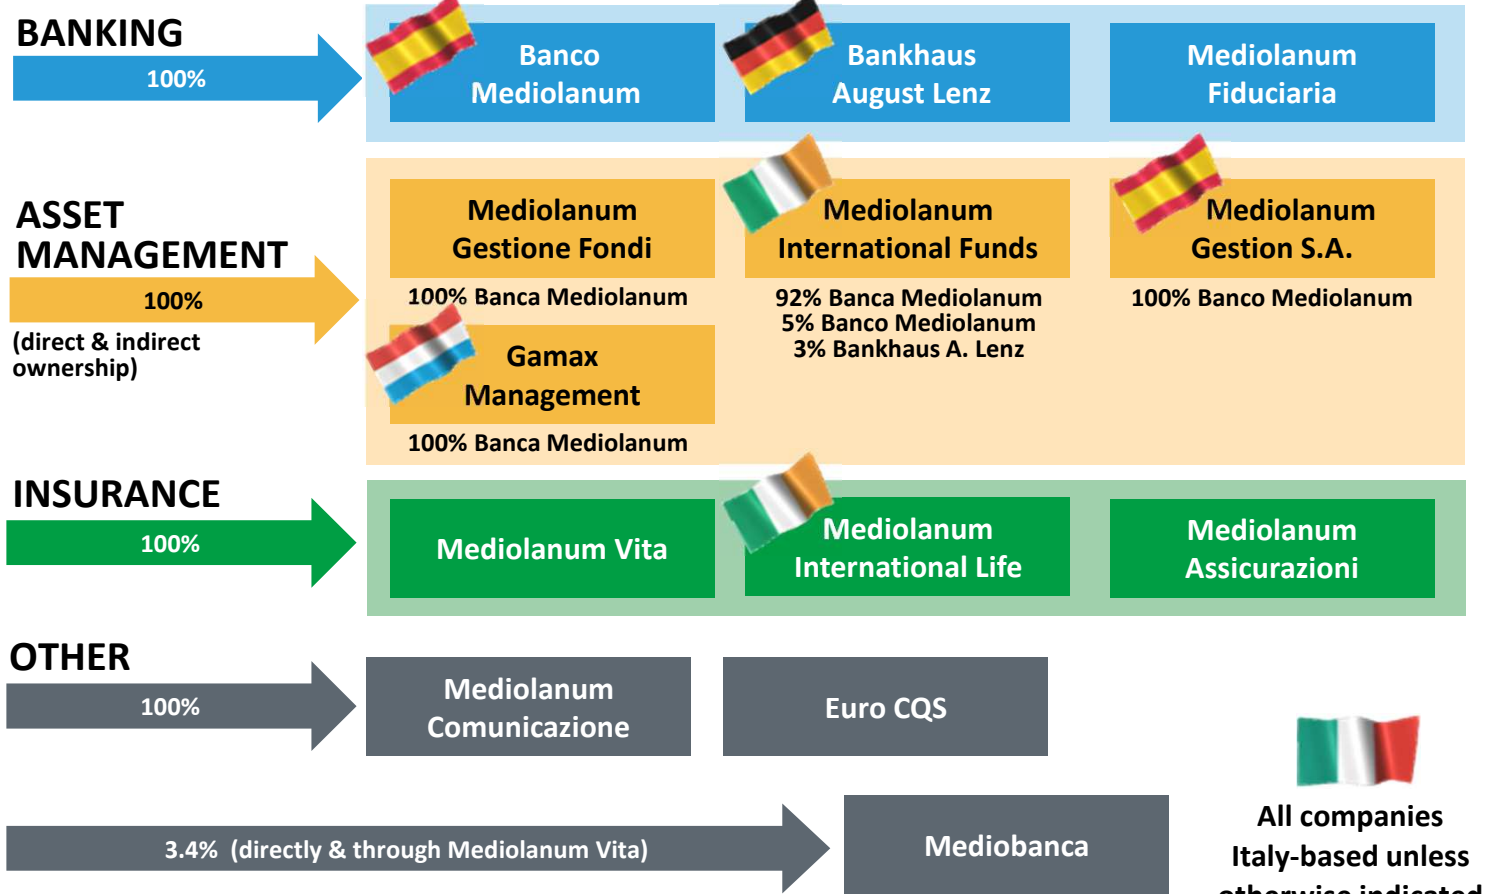 BANKING
100%
Banco
Mediolanum
Bankhaus
August Lenz
Mediolanum
Fiduciaria
ASSET
MANAGEMENT
100%
(direct & indirect
ownership)
Mediolanum
Gestione Fondi
100% Banca Mediolanum
Mediolanum
International Funds
92% Banca Mediolanum
5% Banco Mediolanum
3% Bankhaus A. Lenz
Mediolanum
Gestion S.A.
100% Banco Mediolanum
Gamax
Management
100% Banca Mediolanum
INSURANCE
100%
Mediolanum Vita
Mediolanum
International Life
Mediolanum
Assicurazioni
OTHER
100%
Mediolanum
Comunicazione
Euro CQS
3.4% (directly & through Mediolanum Vita)
Mediobanca
All companies
Italy-based unless
otherwise indicated